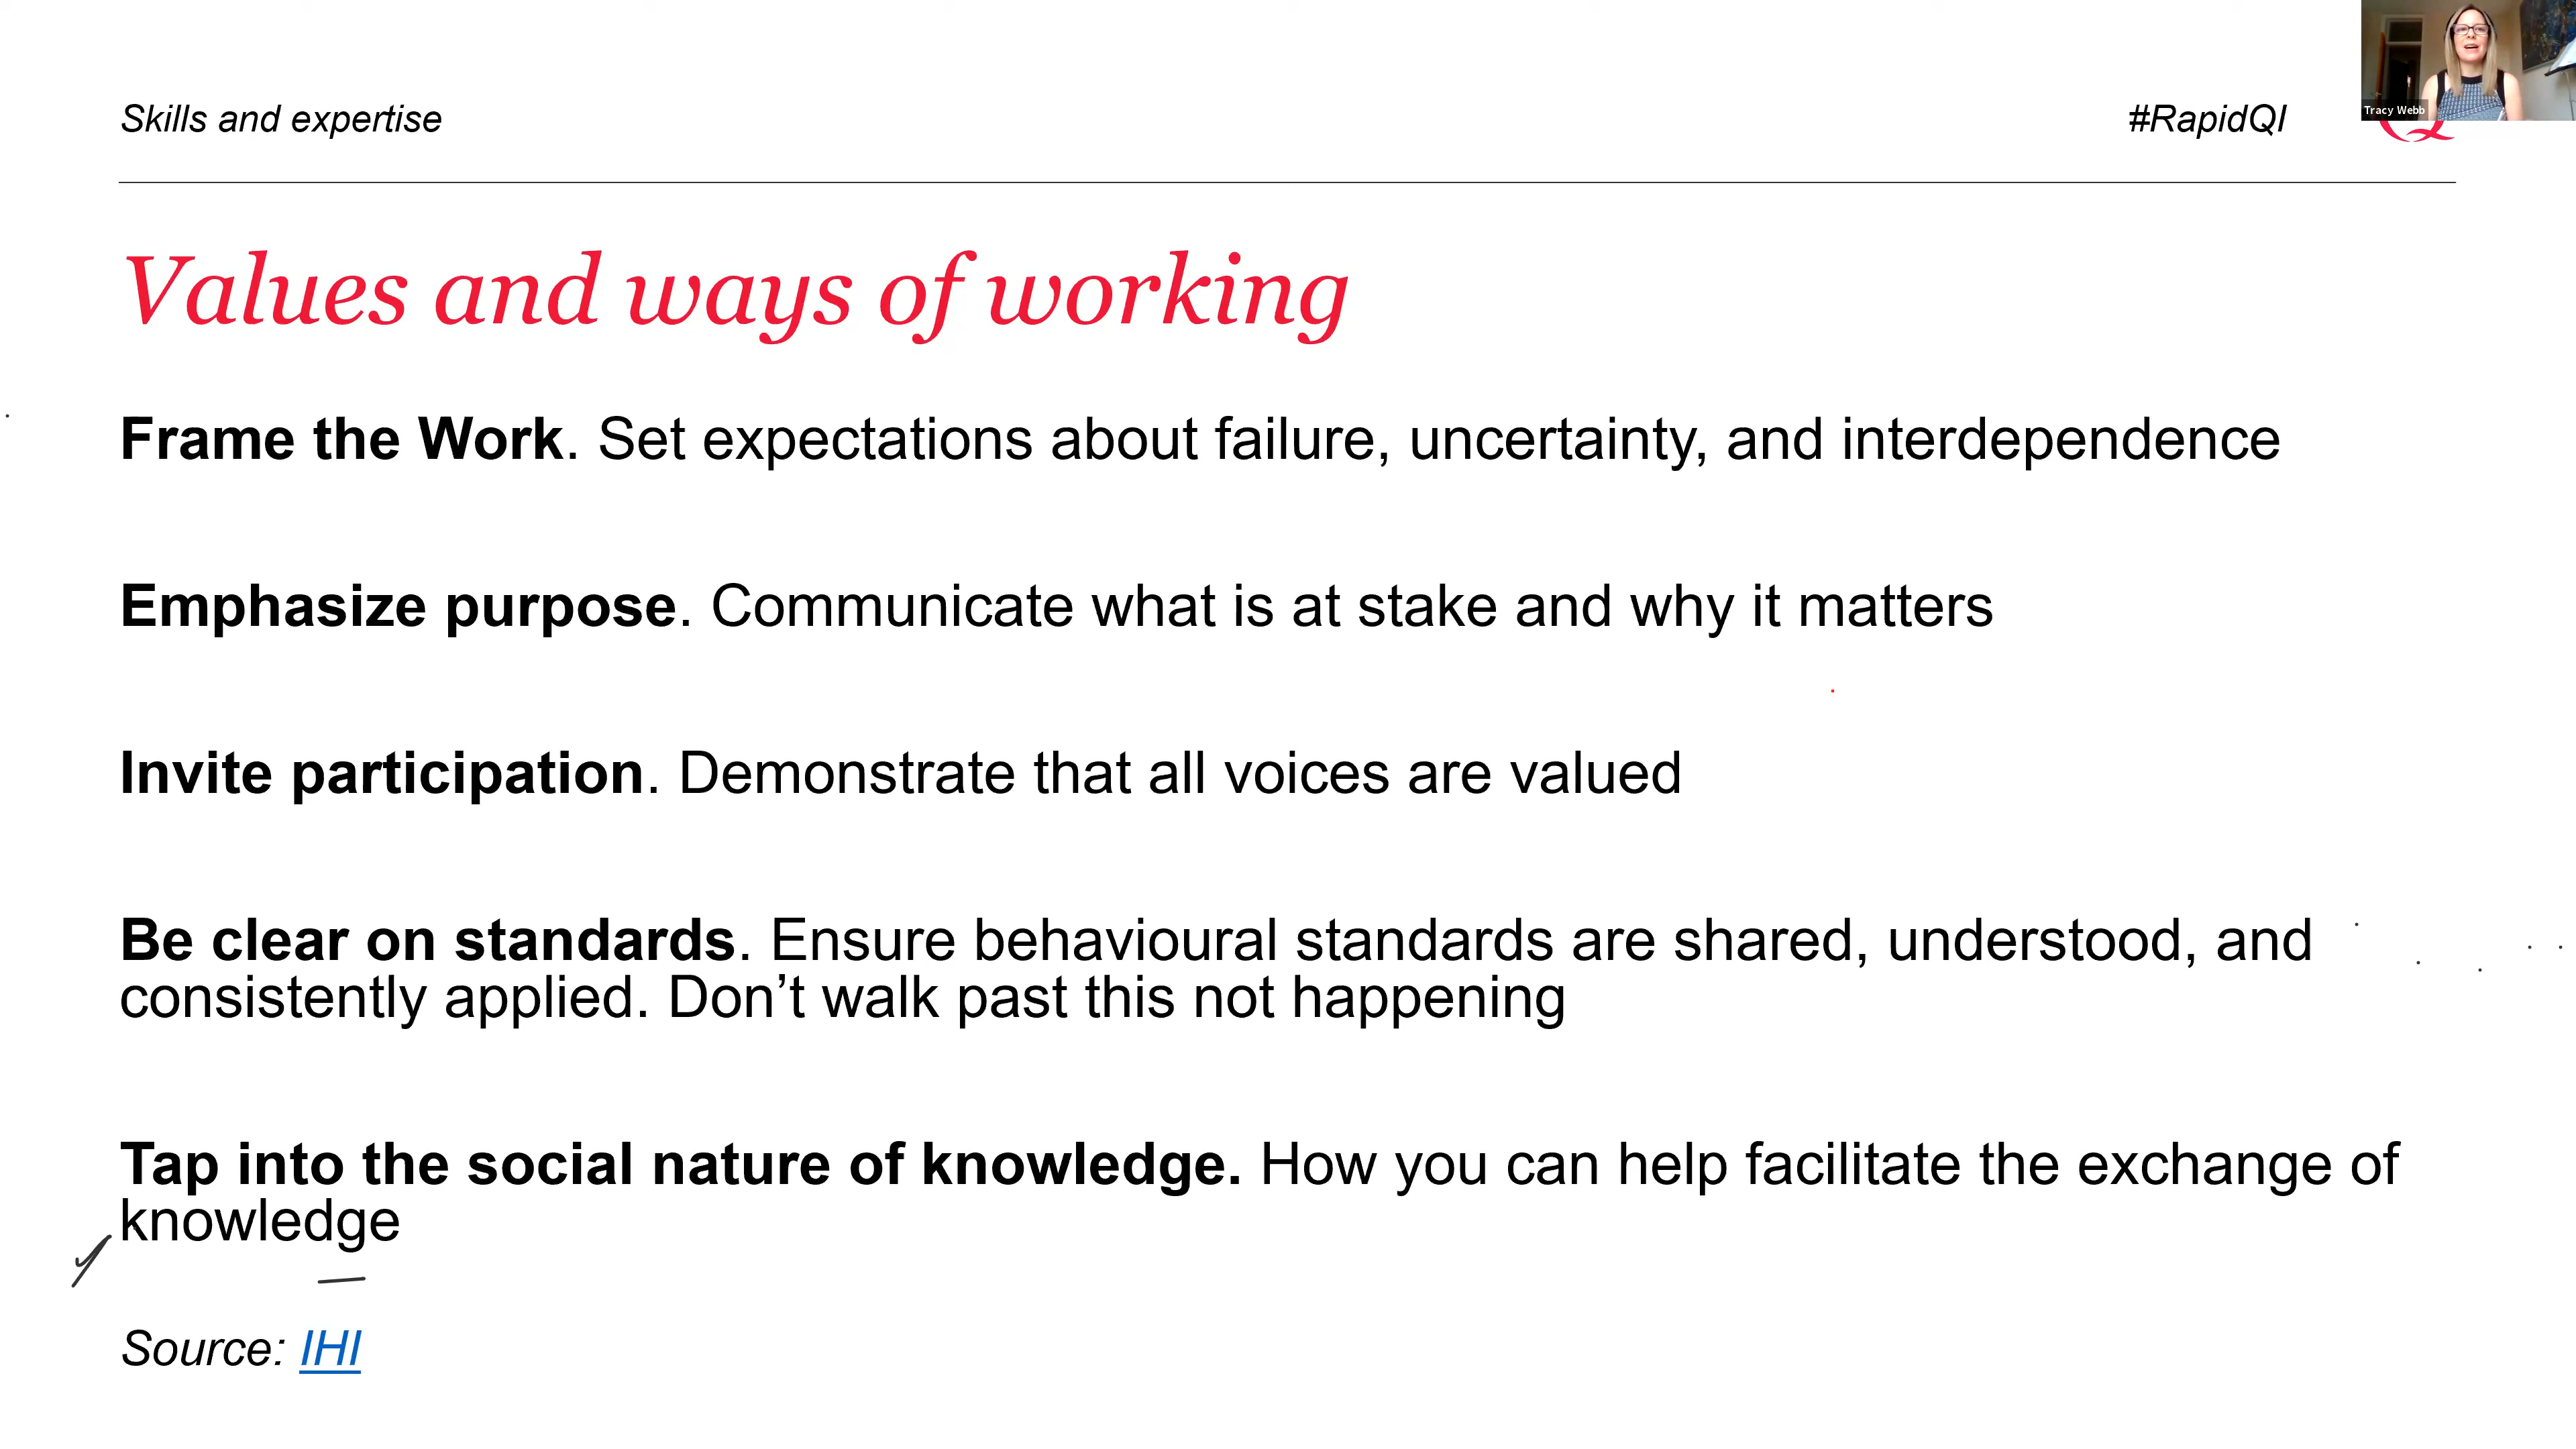 Skills and expertise
#RapidQI
Tracy Webb
Values and ways of working
Frame the Work. Set expectations about failure, uncertainty, and interdependence
Emphasize purpose. Communicate what is at stake and why it matters
Invite participation. Demonstrate that all voices are valued
Be clear on standards. Ensure behavioural standards are shared, understood, and
consistently applied. Don’t walk past this not happening
Tap into the social nature of knowledge. How you can help facilitate the exchange of
knowledge
Source: IHI